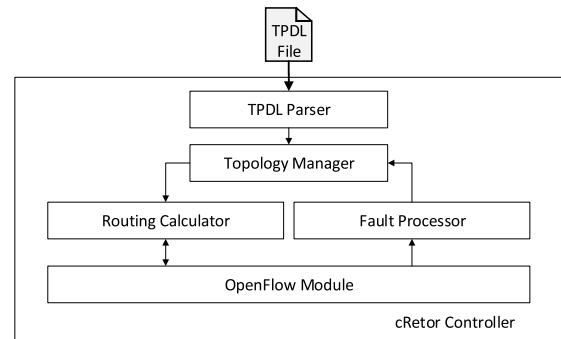 TPDL
File
TPDL Parser
Topology Manager
Routing Calculator
Fault Processor
OpenFlow Module
cRetor Controller